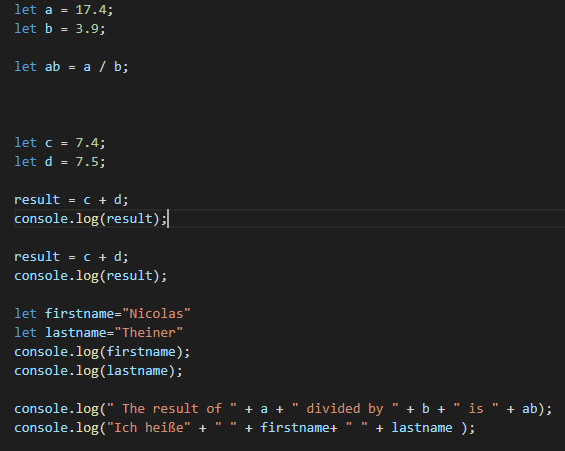 let a = 17.4;
let b = 3.9;
let ab = a / b;
let c = 7.4;
let d = 7.5;
result = c + d;
console.log(result);
result = c + d;
console.log(result);
let firstname="Nicolas"
let lastname="Theiner"
console.log(firstname);
console.log(lastname);
console.log(" The result of " + a + " divided by " + b + " is " + ab);
console.log("Ich heiße" + " " + firstname+ " " + lastname );